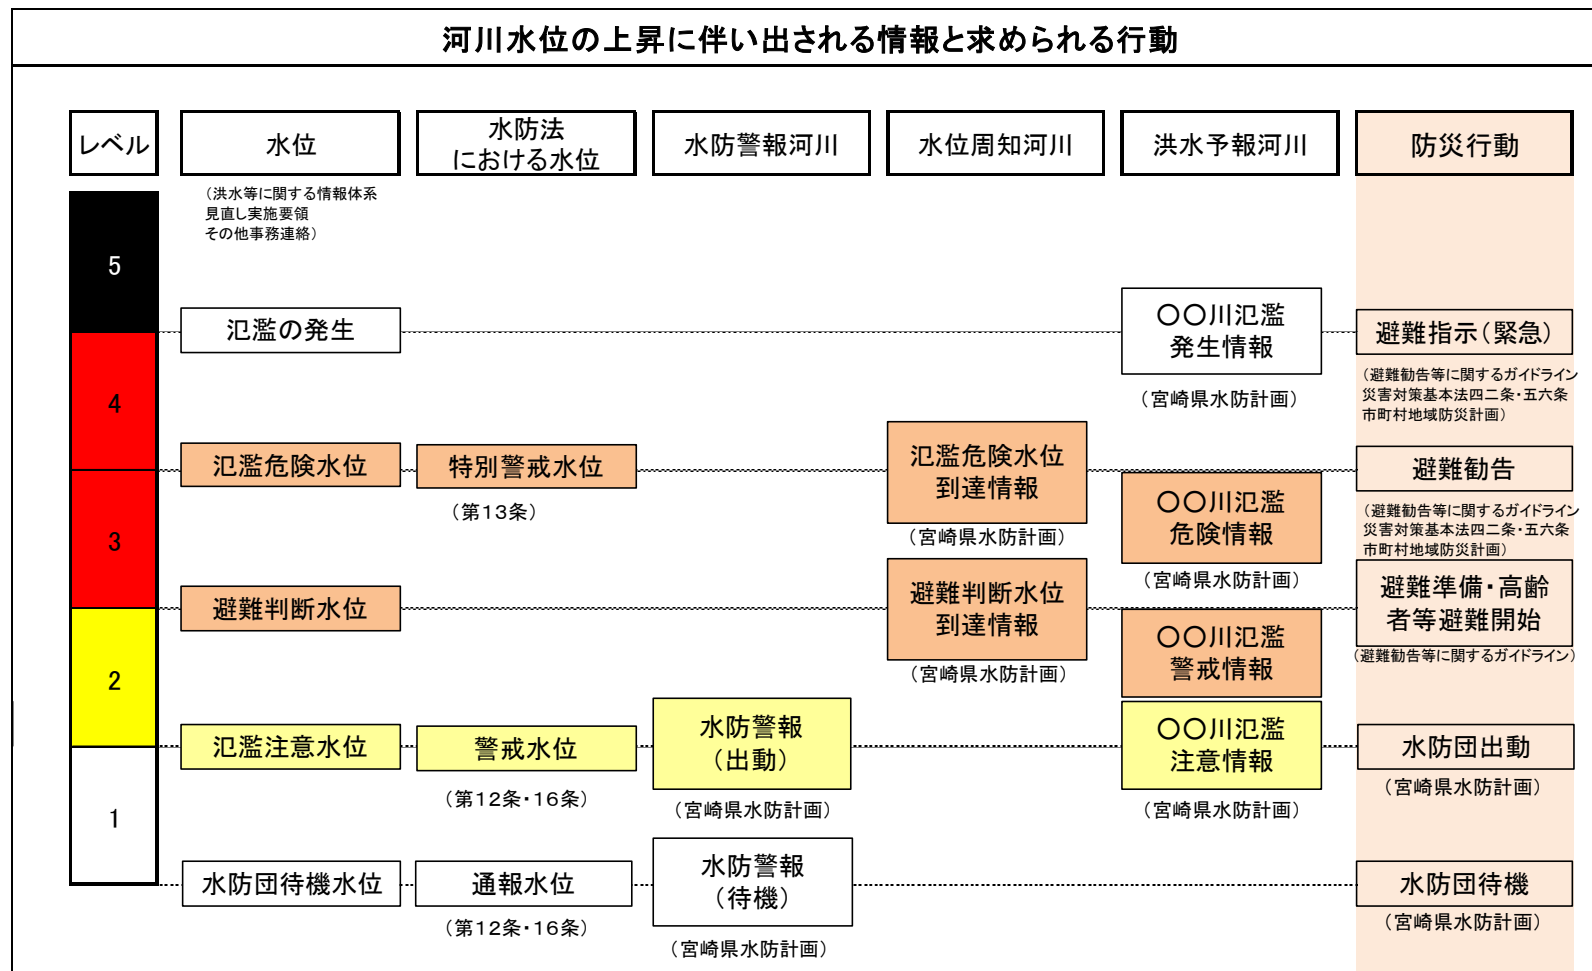 河川水位の上昇に伴い出される情報と求められる行動
レベル
水位
水防法
における水位
水防警報河川
水位周知河川
洪水予報河川
防災行動
（洪水等に関する情報体系
見直し実施要領
その他事務連絡）
5
氾濫の発生
〇〇川氾濫
発生情報
（宮崎県水防計画）
避難指示（緊急）
（避難勧告等に関するガイドライン
災害対策基本法四二条・五六条
市町村地域防災計画）
4
氾濫危険水位
特別警戒水位
（第13条）
氾濫危険水位
到達情報
（宮崎県水防計画）
〇〇川氾濫
危険情報
（宮崎県水防計画）
避難勧告
（避難勧告等に関するガイドライン
災害対策基本法四二条・五六条
市町村地域防災計画）
3
避難判断水位
避難判断水位
到達情報
（宮崎県水防計画）
〇〇川氾濫
警戒情報
避難準備・高齢
者等避難開始
（避難勧告等に関するガイドライン）
2
氾濫注意水位
警戒水位
（第12条・16条）
水防警報
（出動）
（宮崎県水防計画）
〇〇川氾濫
注意情報
（宮崎県水防計画）
水防団出動
（宮崎県水防計画）
1
水防団待機水位
通報水位
（第12条・16条）
水防警報
（待機）
（宮崎県水防計画）
水防団待機
（宮崎県水防計画）